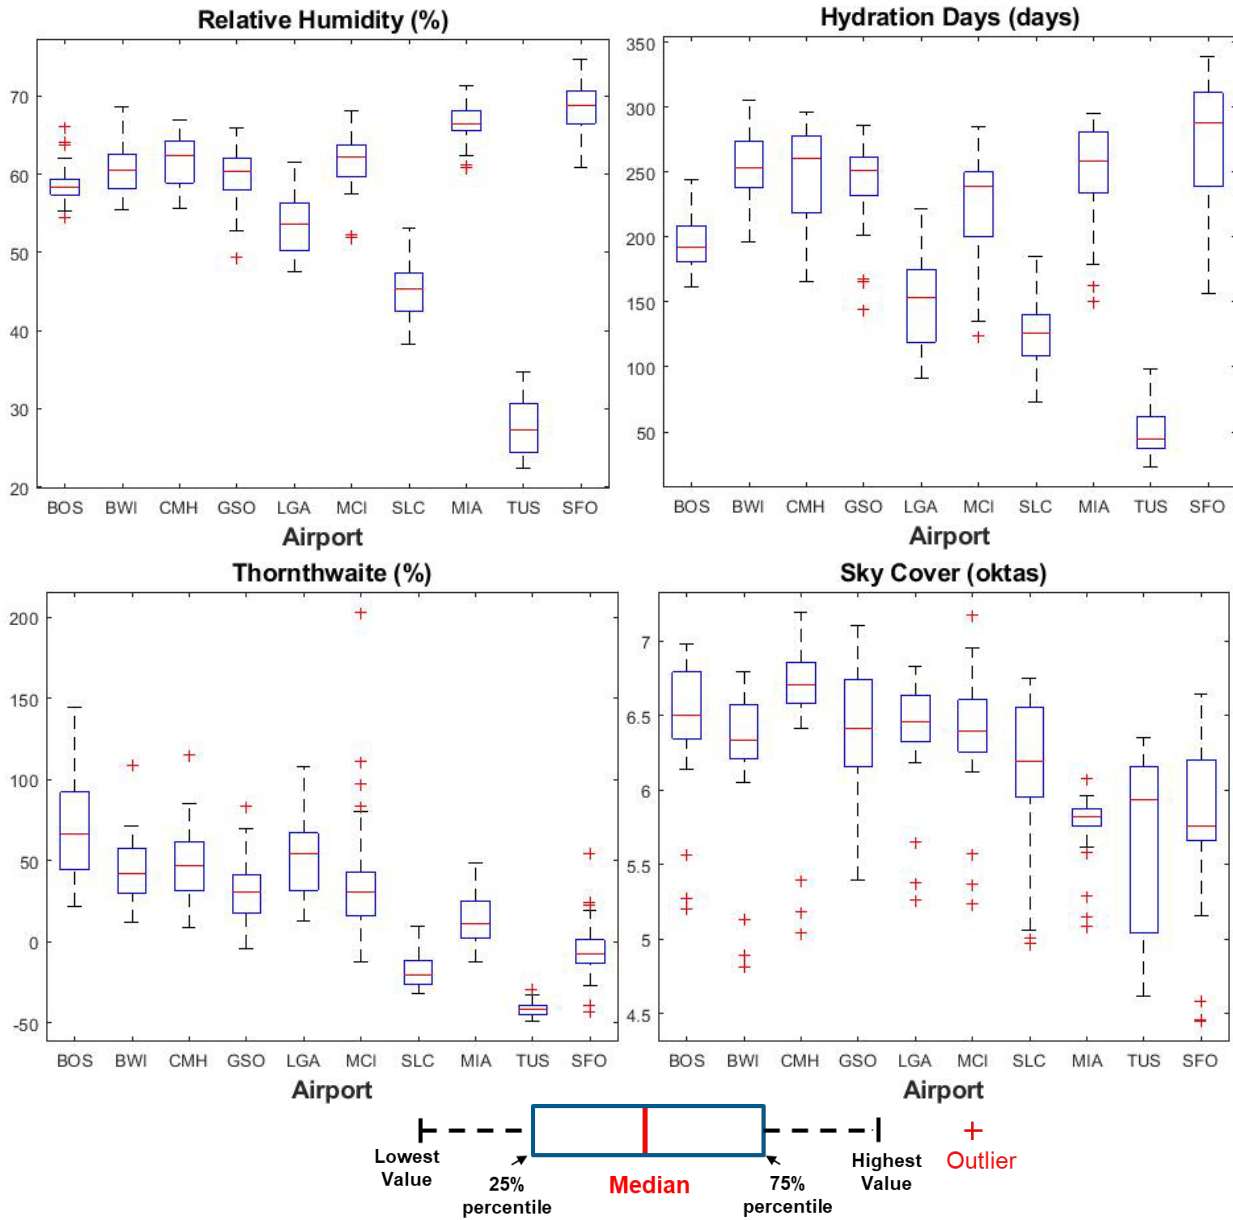 Relative Humidity (%)
70
60
50
40
30
20
BOS BWI CMH GSO LGA MCI SLC MIA TUS SFO
Airport
Hydration Days (days)
350
300
250
200
150
100
50
BOS BWI CMH GSO LGA MCI SLC MIA TUS SFO
Airport
Thornthwaite (%)
200
150
100
50
0
-50
BOS BWI CMH GSO LGA MCI SLC MIA TUS SFO
Airport
Sky Cover (oktas)
7
6.5
6
5.5
5
4.5
BOS BWI CMH GSO LGA MCI SLC MIA TUS SFO
Airport
Lowest
Value
25%
percentile
Median
75%
percentile
Highest
Value
Outlier